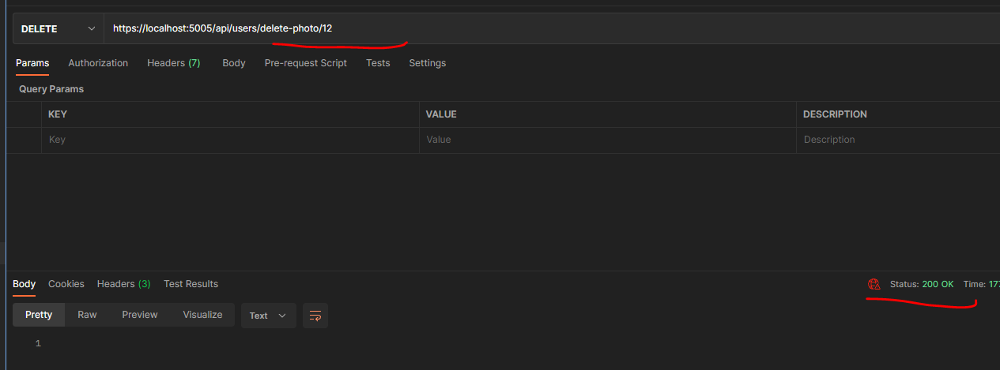 DELETE https://localhost:5005/api/users/delete-photo/12
Params Authorization Headers (7) Body Pre-request Script Tests Settings
Query Params
KEY VALUE DESCRIPTION
Key Value Description
Body Cookies Headers (3) Test Results Status: 200 OK Time: 177
Pretty Raw Preview Visualize Text
1